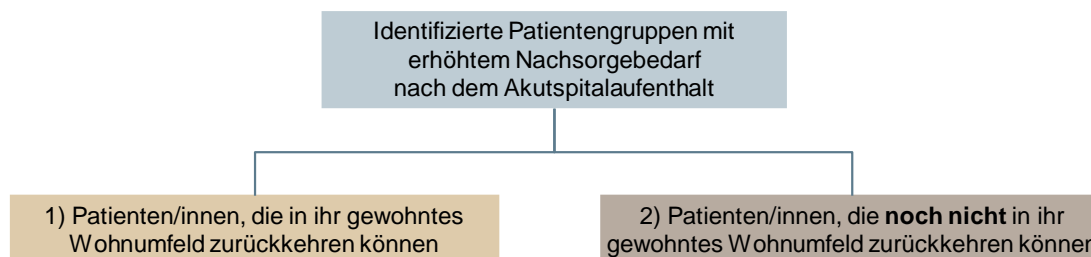 Identifizierte Patientengruppen mit
erhöhtem Nachsorgebedarf
nach dem Akutspitalaufenthalt
1) Patienten/innen, die in ihr gewohntes
Wohnumfeld zurückkehren können
2) Patienten/innen, die noch nicht in ihr
gewohntes Wohnumfeld zurückkehren können